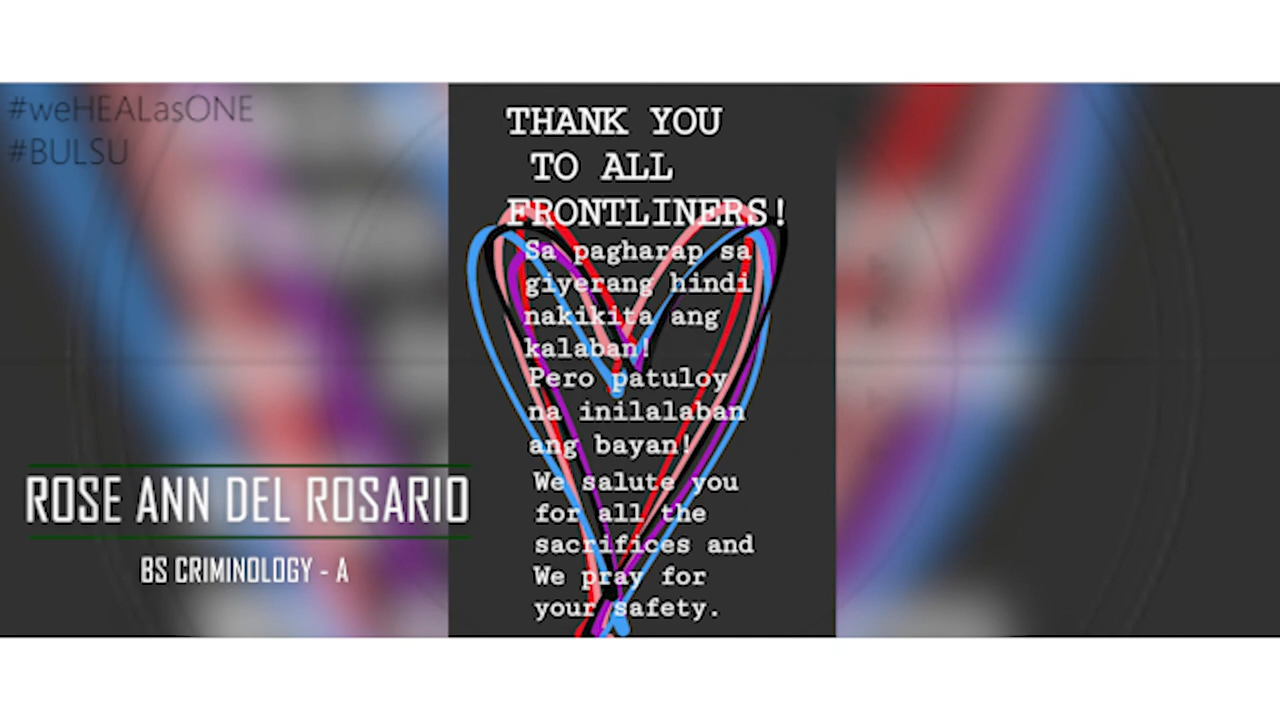 #weHEALasONE
#BULSU
THANK YOU
TO ALL
FRONTLINERS!
Sa pagharap sa
giyerang hindi
nakikita ang
kalaban!
Pero patuloy
na inilalaban
ang bayan!
We salute you
for all the
sacrifices and
We pray for
your safety.
ROSE ANN DEL ROSARIO
BS CRIMINOLOGY - A